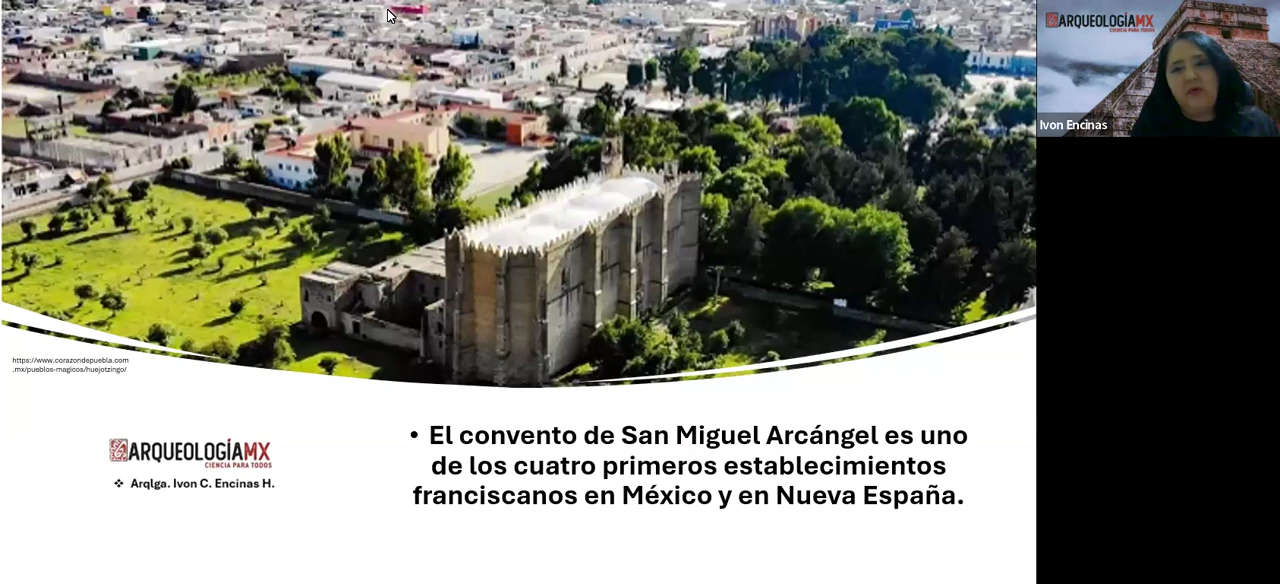 ARQUEOLOGÍAMX
CIENCIA PARA TODOS
Ivon Encinas
https://www.corazondepuebla.com
.mx/pueblos-magicos/huejotzingo/
ARQUEOLOGÍAMX
CIENCIA PARA TODOS
❖ Arqlga. Ivon C. Encinas H.
• El convento de San Miguel Arcángel es uno
de los cuatro primeros establecimientos
franciscanos en México y en Nueva España.